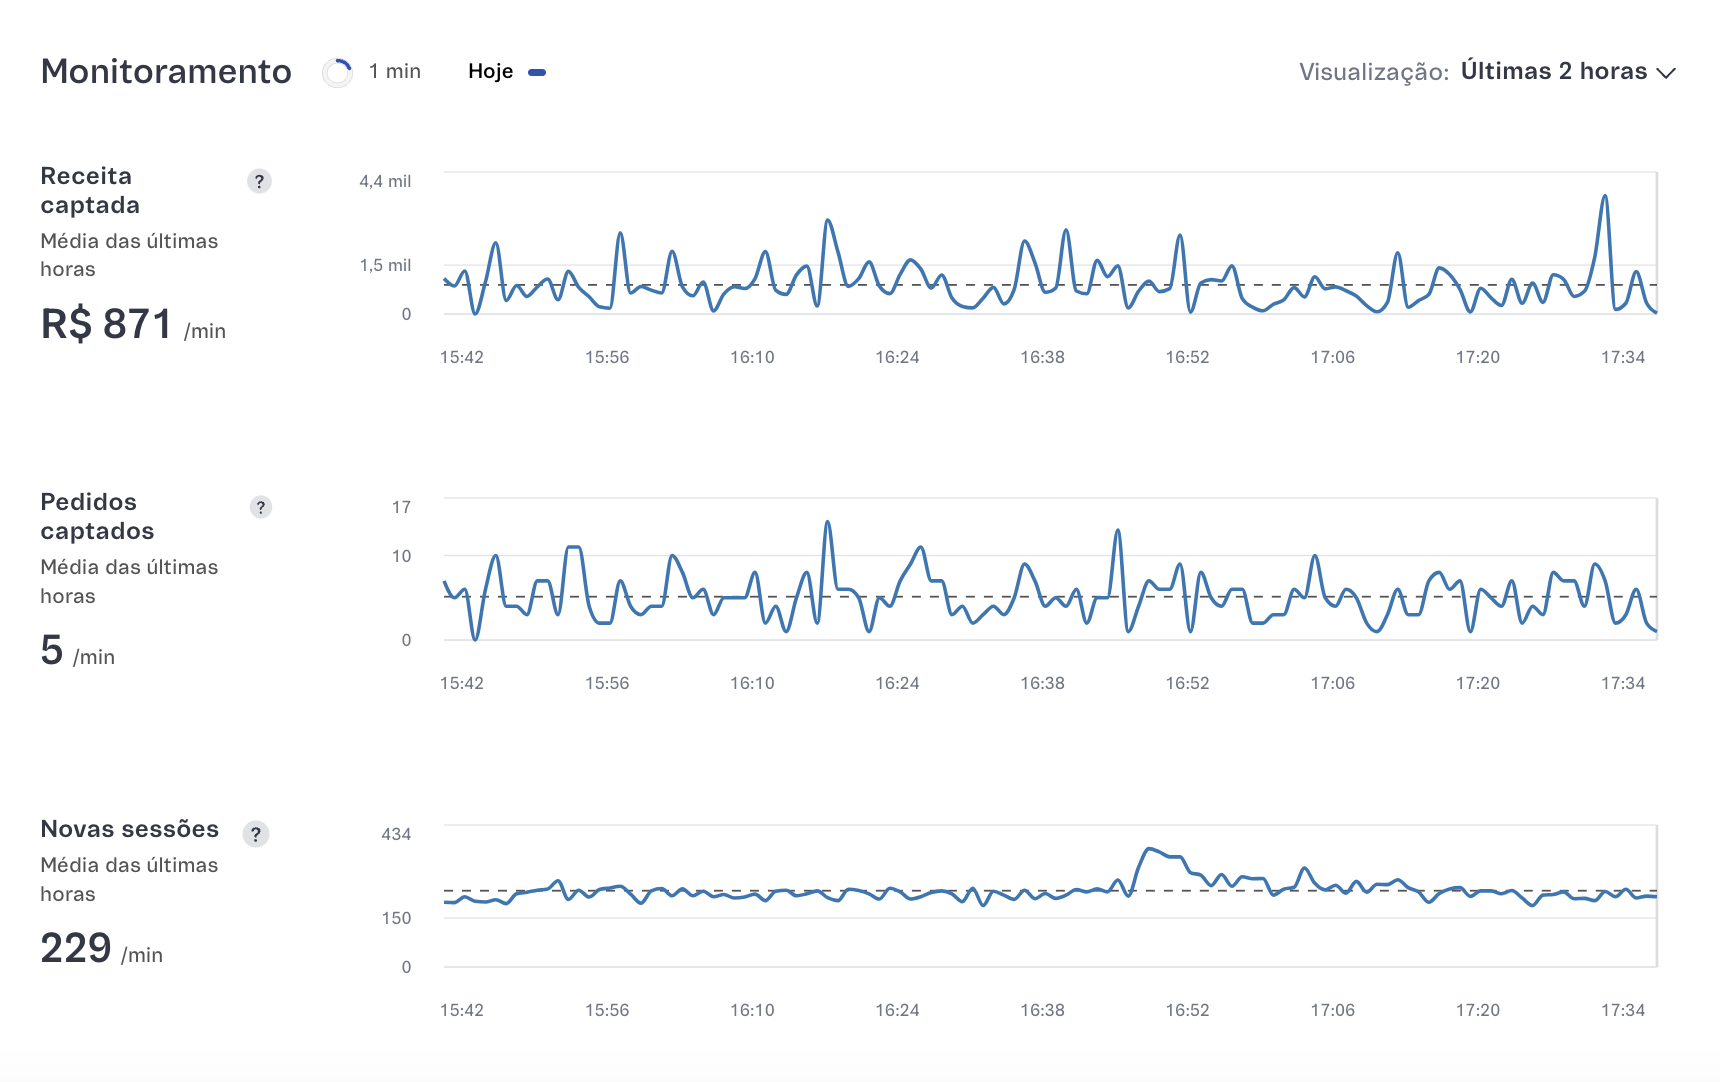 Monitoramento 1 min Hoje Visualização: Últimas 2 horas
Receita
captada
?
Média das últimas
horas
R$ 871 /min
4,4 mil
1,5 mil
0
15:42 15:56 16:10 16:24 16:38 16:52 17:06 17:20 17:34
Pedidos
captados
?
Média das últimas
horas
5 /min
17
10
0
15:42 15:56 16:10 16:24 16:38 16:52 17:06 17:20 17:34
Novas sessões ?
Média das últimas
horas
229 /min
434
150
0
15:42 15:56 16:10 16:24 16:38 16:52 17:06 17:20 17:34